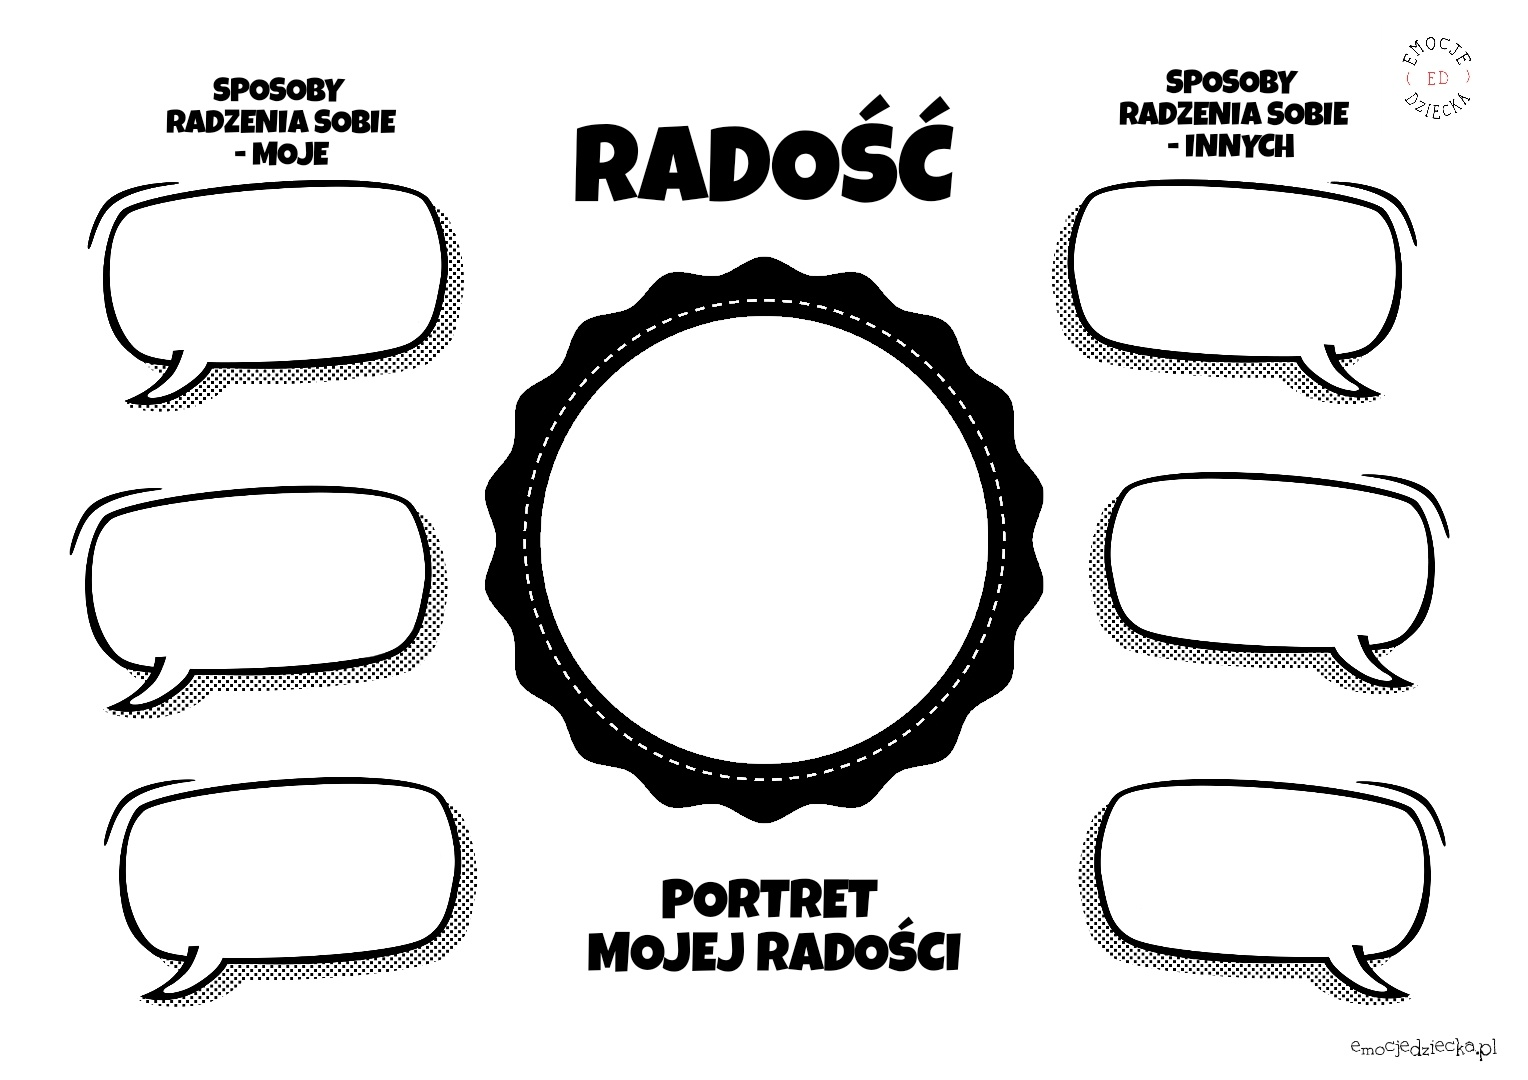 SPOSOBY
RADZENIA SOBIE
- MOJE
RADOŚĆ
SPOSOBY
RADZENIA SOBIE
- INNYCH
EMOCJE
( ED )
DZIECKA
PORTRET
MOJEJ RADOŚCI
emocjedziecka.pl